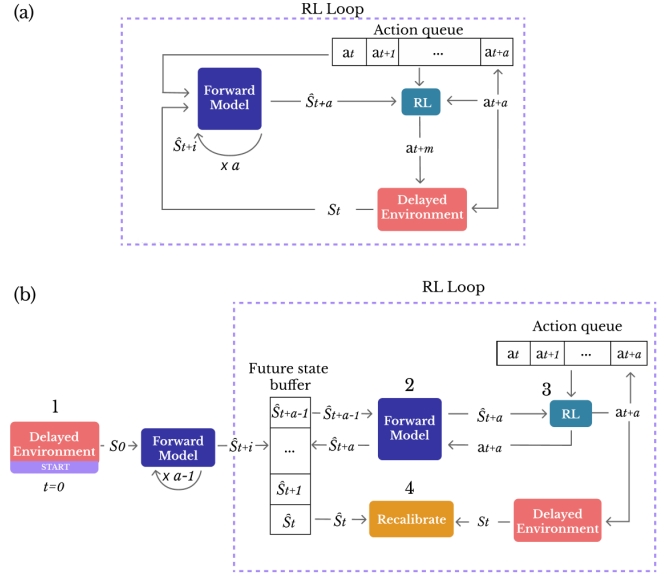 (a)
RL Loop
Action queue
at
at+1
...
at+a
Forward
Model
Ŝt+a
RL
at+a
Ŝt+i
x a
at+m
St
Delayed
Environment
(b)
RL Loop
Action queue
at
at+1
...
at+a
Future state
buffer
1
2
3
Ŝt+a-1
Ŝt+a-1
Forward
Model
Ŝt+a
RL
at+a
Delayed
Environment
START
t=0
S0
Forward
Model
x a-1
Ŝt+i
...
Ŝt+a
at+a
Ŝt+1
4
Ŝt
Ŝt
Recalibrate
St
Delayed
Environment